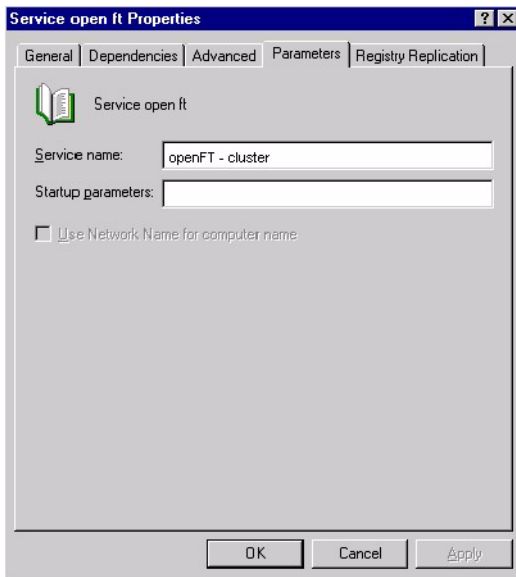 Service open ft Properties
General Dependencies Advanced Parameters Registry Replication
Service open ft
Service name: openFT - cluster
Startup parameters:
Use Network Name for computer name
OK Cancel Apply